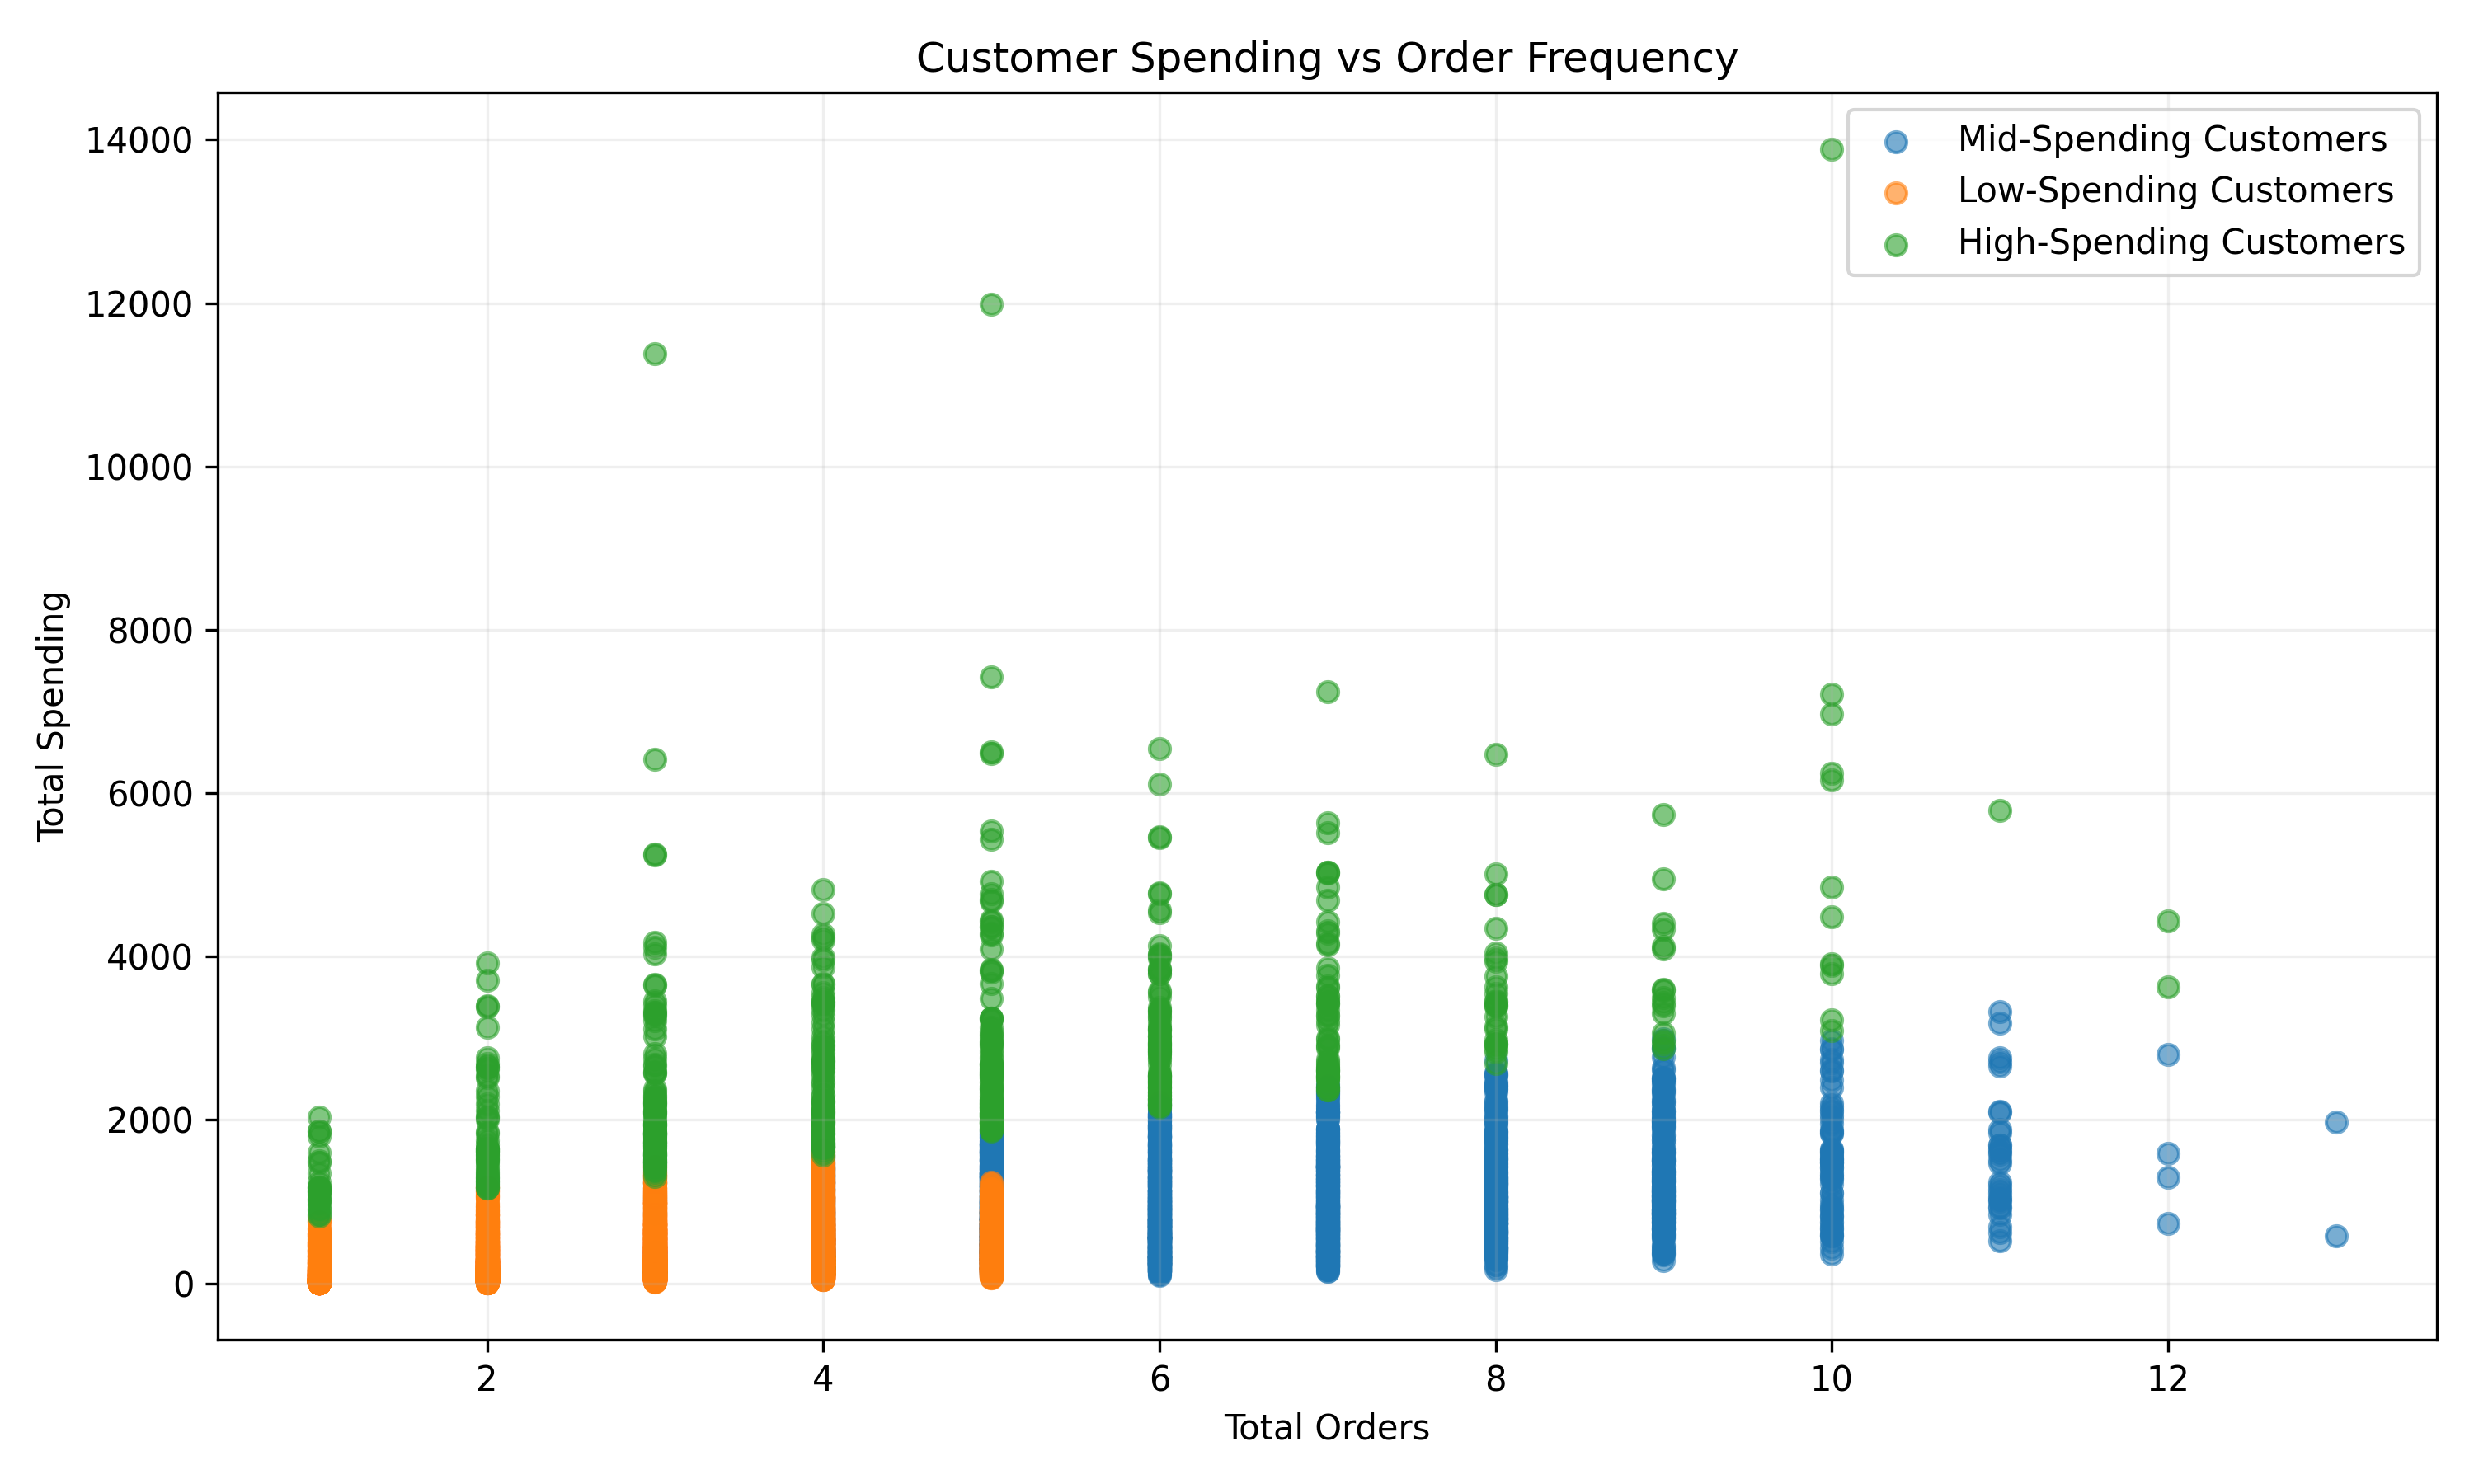 Customer Spending vs Order Frequency
Mid-Spending Customers
Low-Spending Customers
High-Spending Customers
14000
12000
10000
8000
6000
4000
2000
0
Total Spending
2 4 6 8 10 12
Total Orders